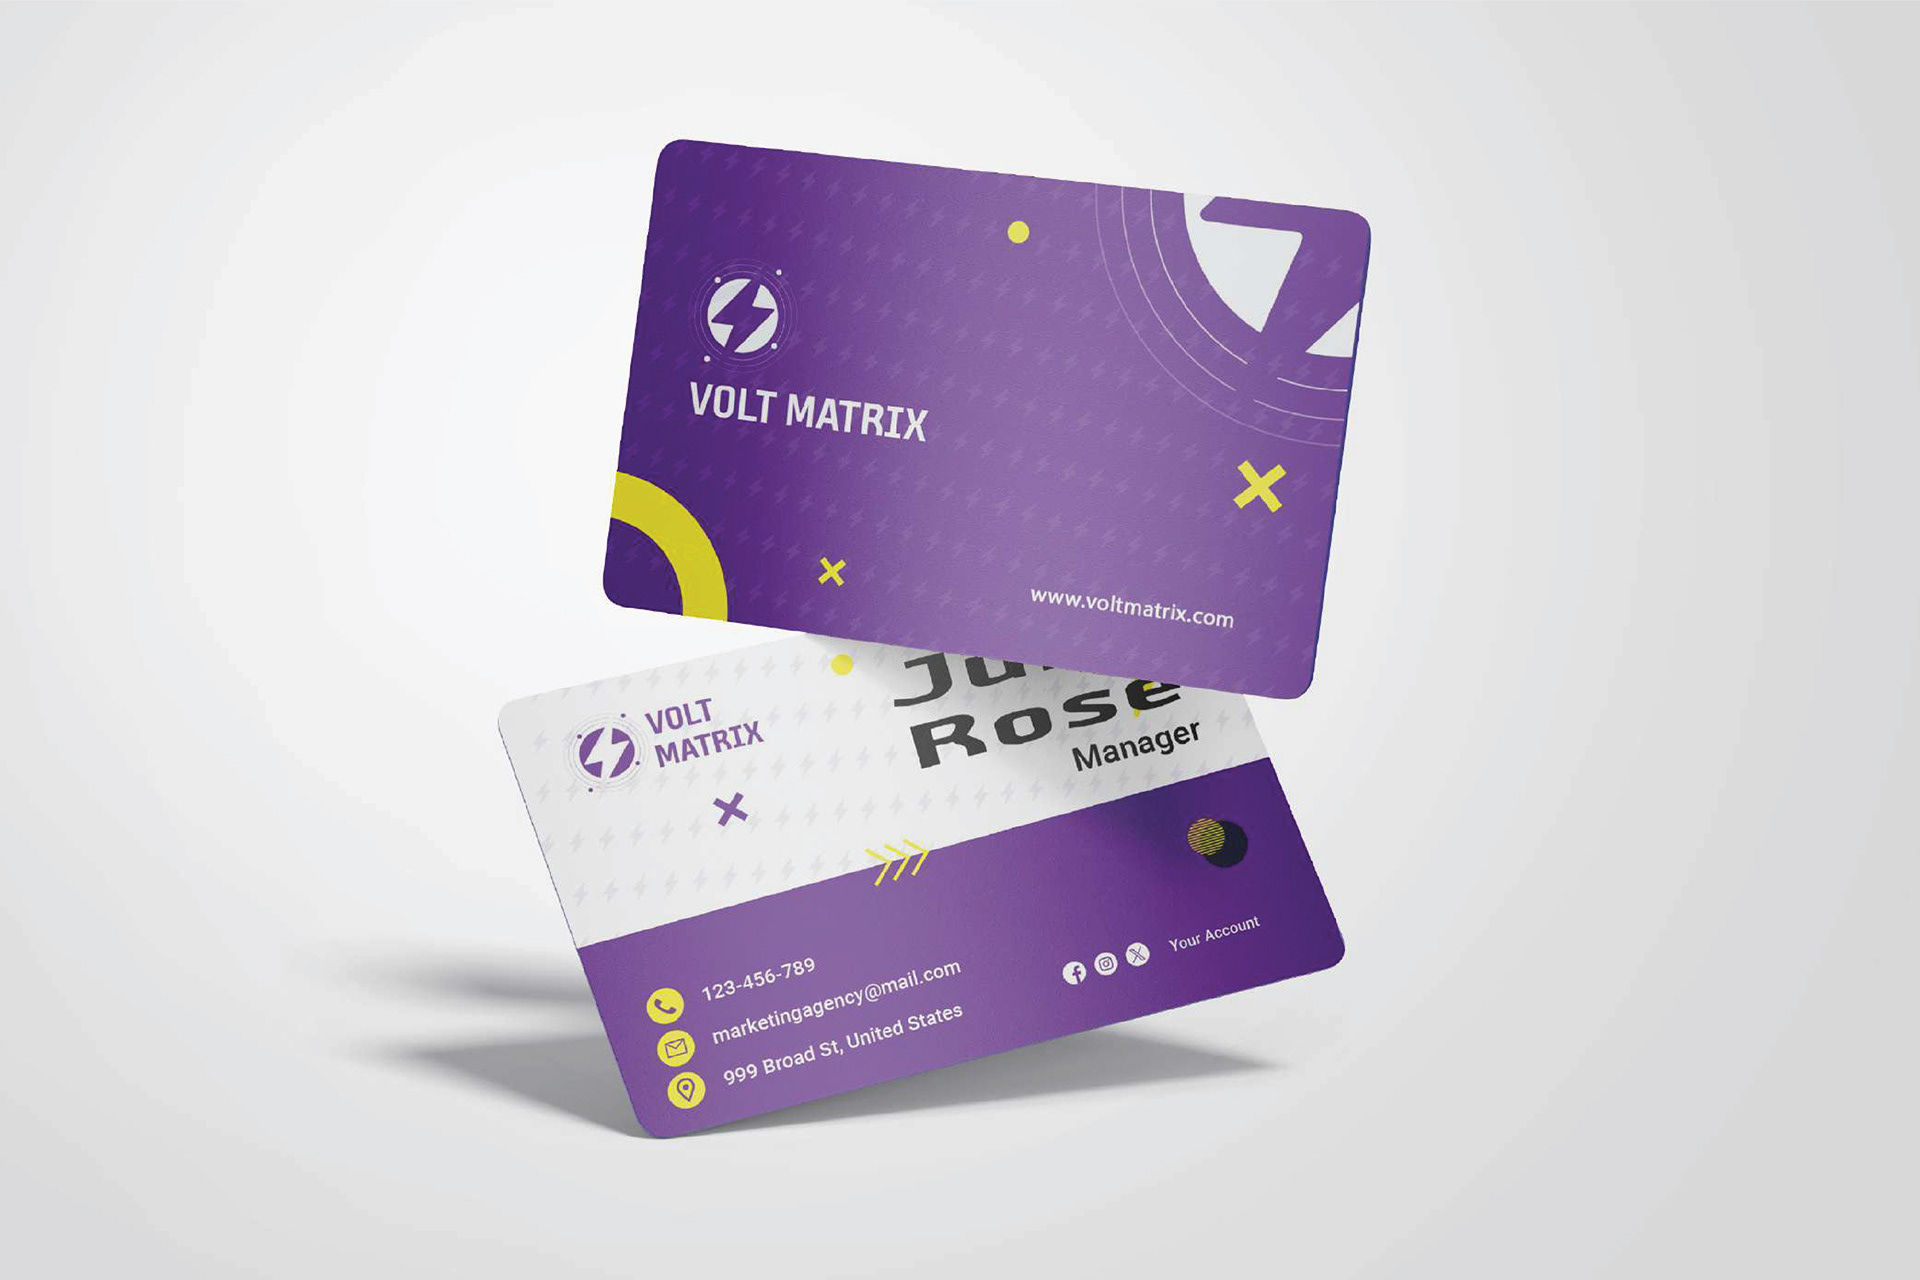 VOLT MATRIX
www.voltmatrix.com
VOLT
MATRIX
Rose
Manager
123-456-789
marketingagency@mail.com
999 Broad St, United States
Your Account